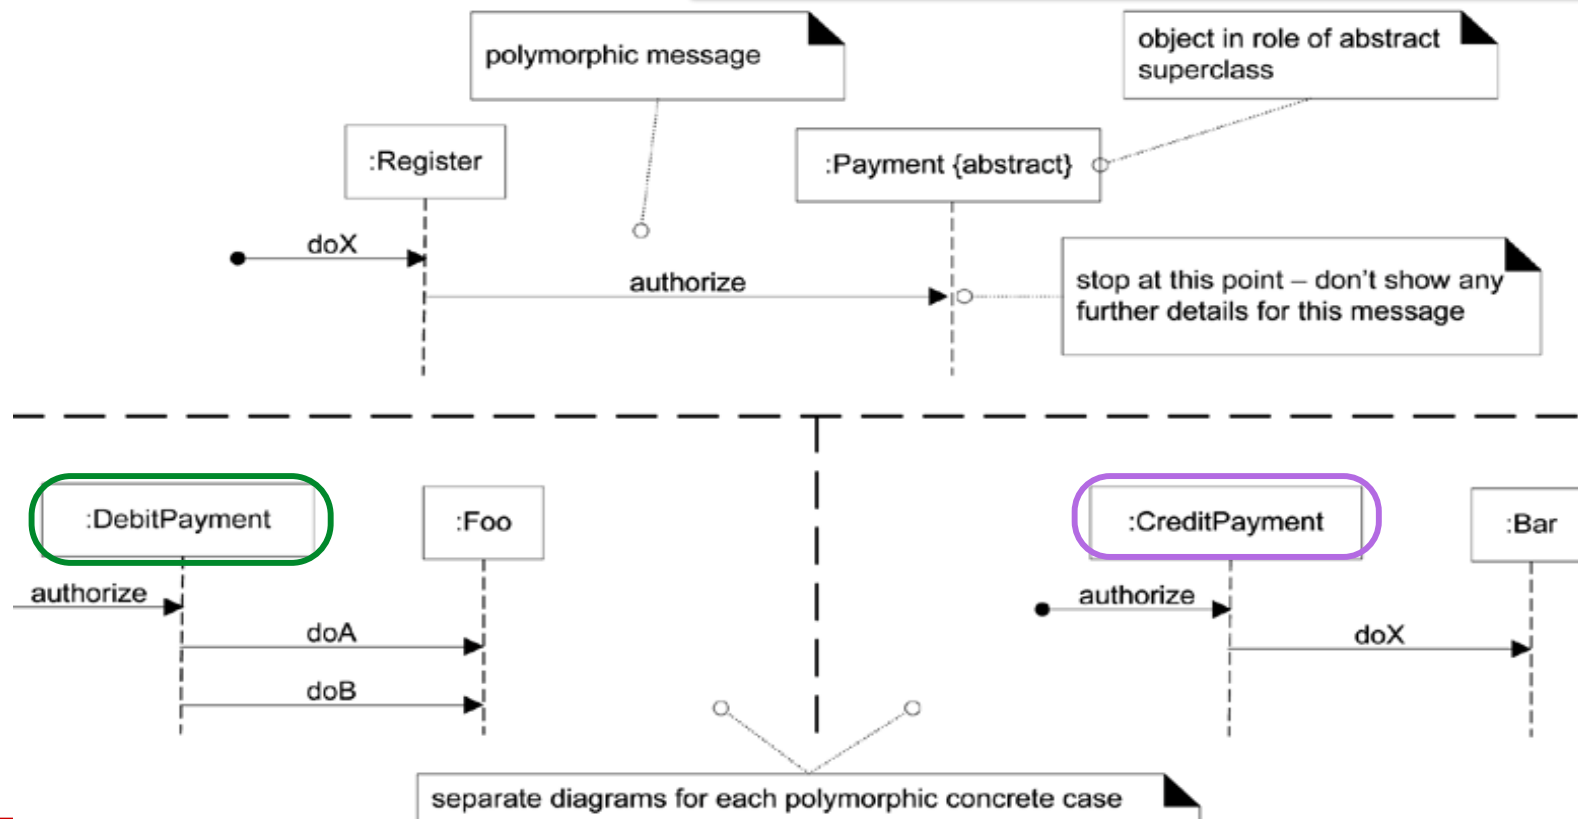 polymorphic message
object in role of abstract
superclass
:Register
:Payment {abstract}
doX
authorize
stop at this point – don't show any
further details for this message
:DebitPayment
:Foo
:CreditPayment
:Bar
authorize
authorize
doA
doX
doB
separate diagrams for each polymorphic concrete case